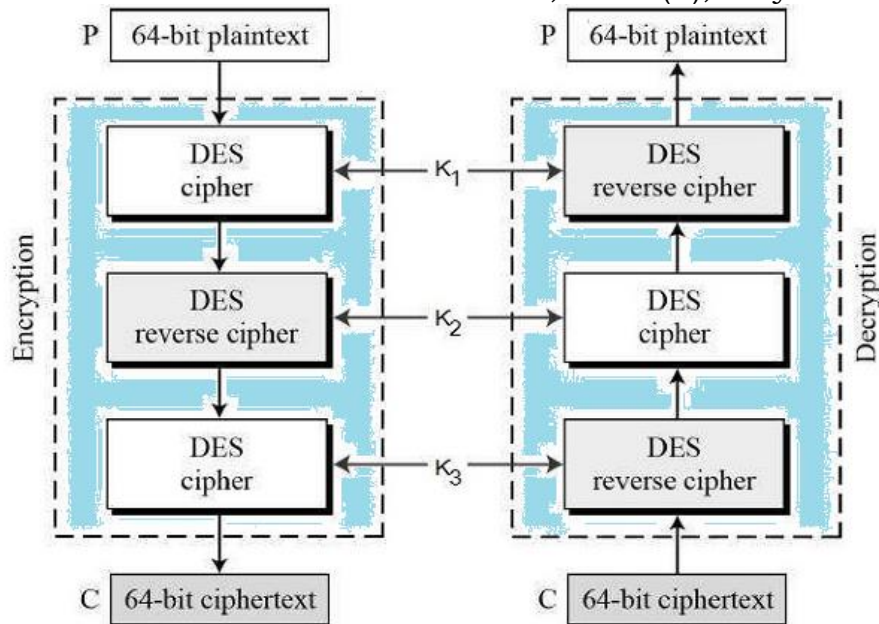 P 64-bit plaintext
DES
cipher
DES
reverse cipher
DES
cipher
C 64-bit ciphertext
Encryption
K1
K2
K3
P 64-bit plaintext
DES
reverse cipher
DES
cipher
DES
reverse cipher
C 64-bit ciphertext
Decryption